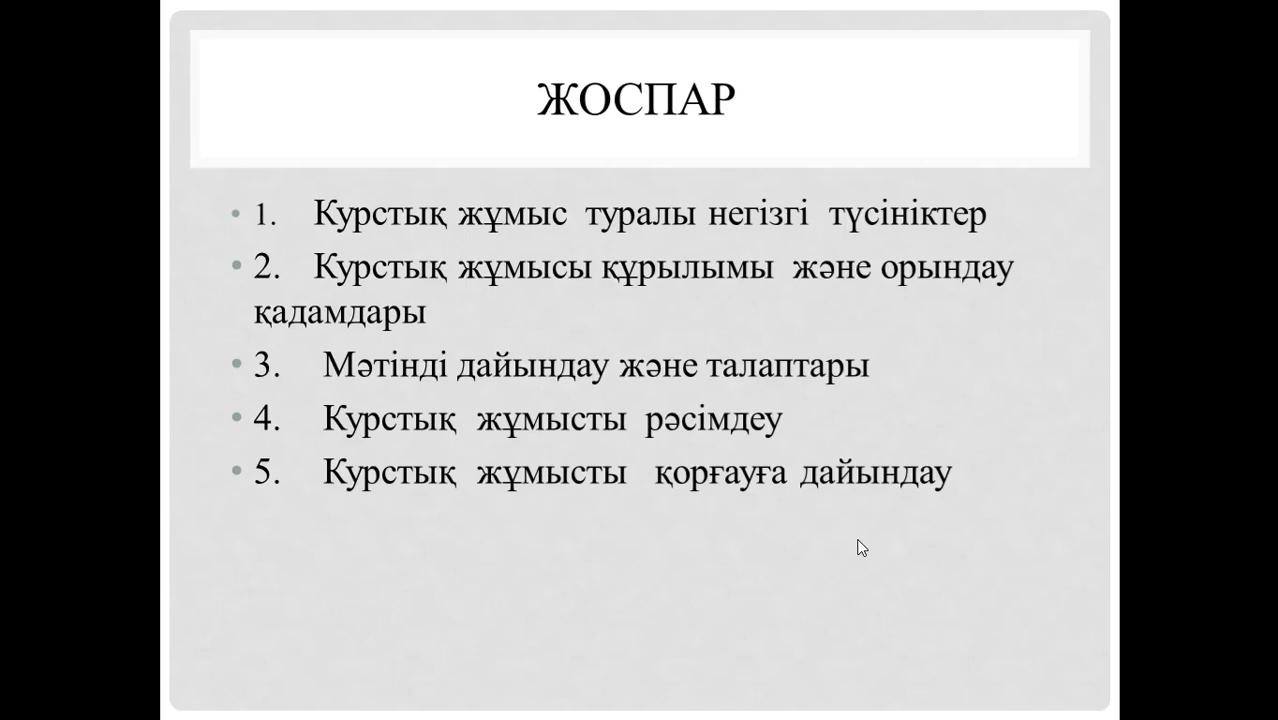 ЖОСПАР
• 1. Курстық жұмыс туралы негізгі түсініктер
• 2. Курстық жұмысы құрылымы және орындау
қадамдары
• 3. Мәтінді дайындау және талаптары
• 4. Курстық жұмысты рәсімдеу
• 5. Курстық жұмысты қорғауға дайындау